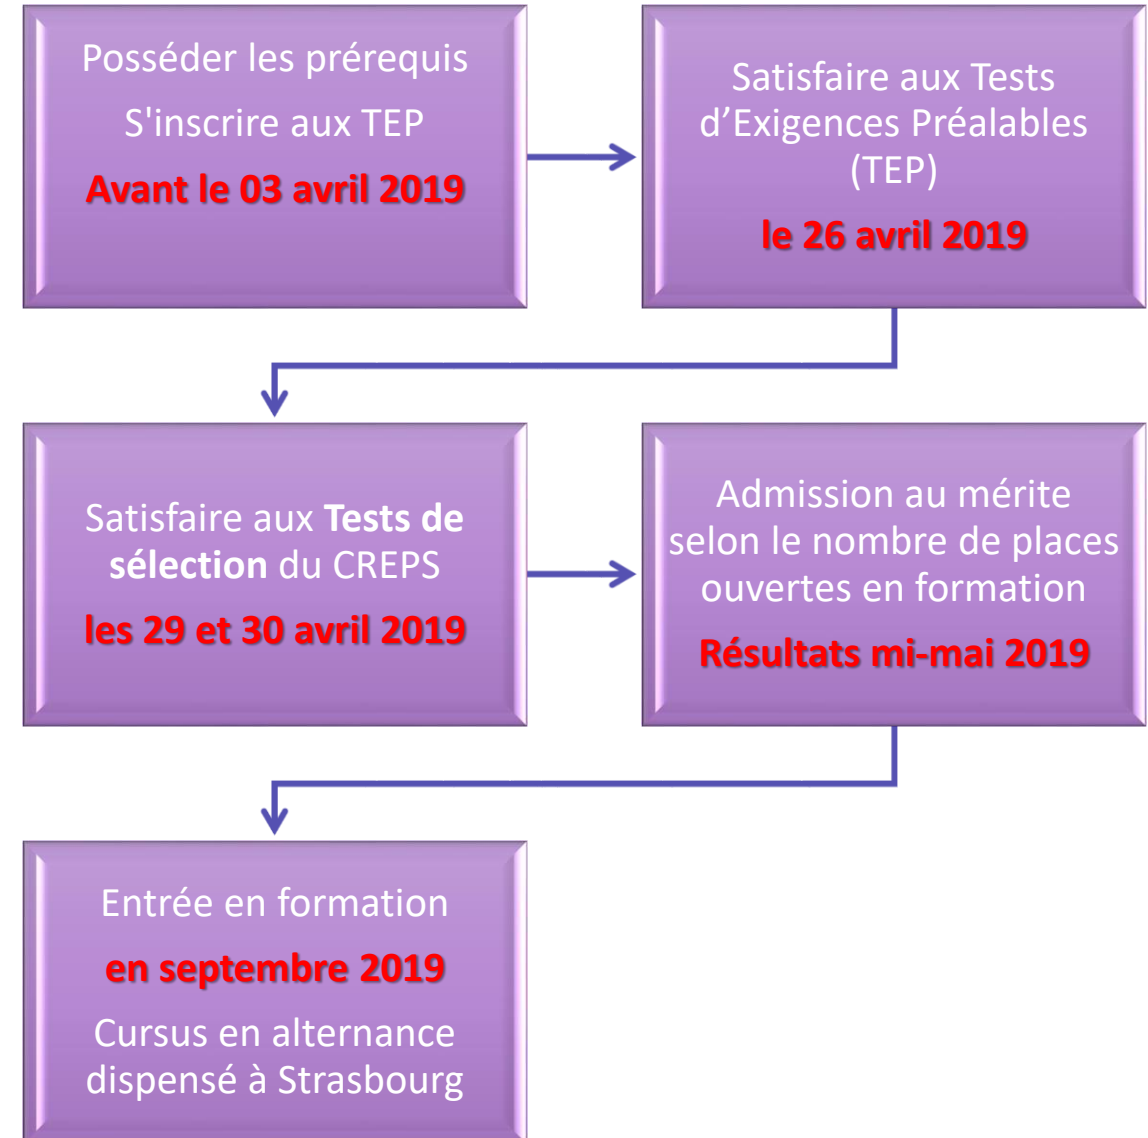 Posséder les prérequis
S'inscrire aux TEP
Avant le 03 avril 2019
Satisfaire aux Tests
d’Exigences Préalables
(TEP)
le 26 avril 2019
Satisfaire aux Tests de
sélection du CREPS
les 29 et 30 avril 2019
Admission au mérite
selon le nombre de places
ouvertes en formation
Résultats mi-mai 2019
Entrée en formation
en septembre 2019
Cursus en alternance
dispensé à Strasbourg